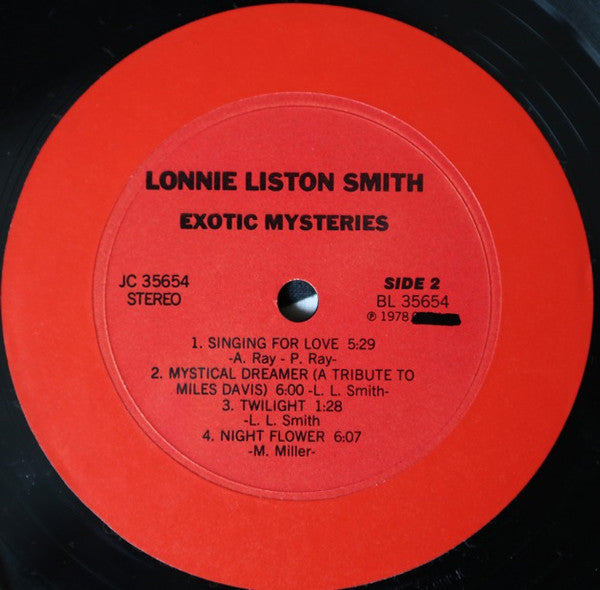 LONNIE LISTON SMITH
EXOTIC MYSTERIES
JC 35654
STEREO
SIDE 2
BL 35654
℗ 1978
1. SINGING FOR LOVE 5:29
-A. Ray - P. Ray-
2. MYSTICAL DREAMER (A TRIBUTE TO
MILES DAVIS) 6:00 -L. L. Smith-
3. TWILIGHT 1:28
-L. L. Smith
4. NIGHT FLOWER 6:07
-M. Miller-